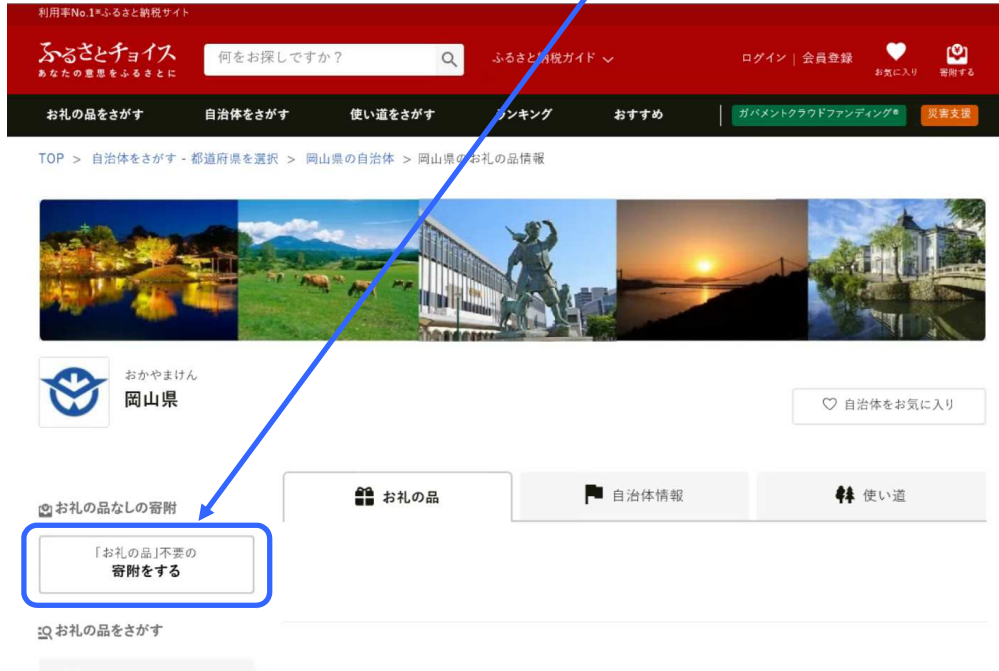 利用率No.1※ふるさと納税サイト
ふるさとチョイス
あなたの意思をふるさとに
何をお探しですか?
ふるさと納税ガイド
ログイン | 会員登録
お気に入り
寄附する
お礼の品をさがす
自治体をさがす
使い道をさがす
ランキング
おすすめ
ガバメントクラウドファンディング®
災害支援
TOP > 自治体をさがす - 都道府県を選択 > 岡山県の自治体 > 岡山県のお礼の品情報
おかやまけん
岡山県
自治体をお気に入り
お礼の品
自治体情報
使い道
お礼の品なしの寄附
「お礼の品」不要の
寄附をする
お礼の品をさがす